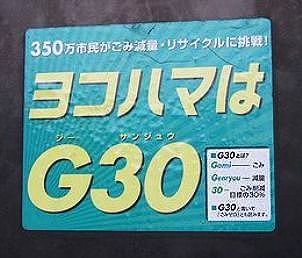 350万市民がごみ減量・リサイクルに挑戦!
ヨコハマは
ジー サンジュウ
G30
■G30とは?
Gomi──ごみ
Genryou─減量
30─ごみ削減
目標の30%
■G30と書いて
「ごみゼロ」とも読みます。